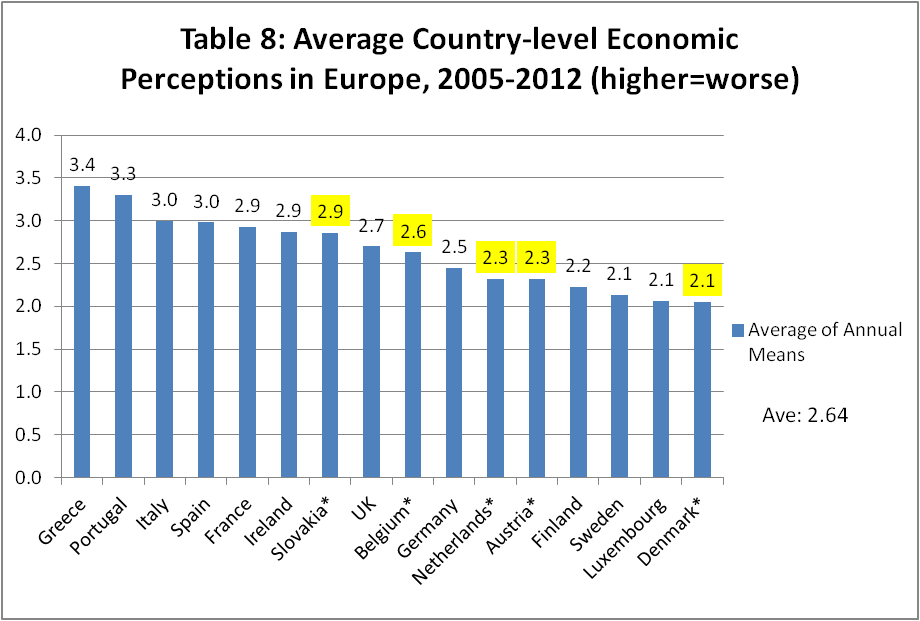 Table 8: Average Country-level Economic
Perceptions in Europe, 2005-2012 (higher=worse)
4.0
3.5
3.0
2.5
2.0
1.5
1.0
0.5
0.0
3.4
3.3
3.0
3.0
2.9
2.9
2.9
2.7
2.6
2.5
2.3
2.3
2.2
2.1
2.1
2.1
Greece
Portugal
Italy
Spain
France
Ireland
Slovakia*
UK
Belgium*
Germany
Netherlands*
Austria*
Finland
Sweden
Luxembourg
Denmark*
Average of Annual
Means
Ave: 2.64